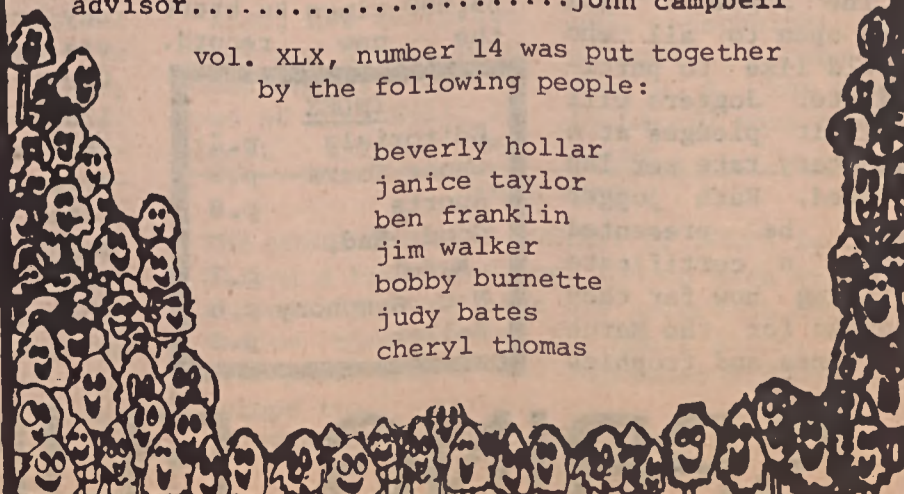 advisor.......................john campbell
vol. XLX, number 14 was put together
by the following people:
beverly hollar
janice taylor
ben franklin
jim walker
bobby burnette
judy bates
cheryl thomas